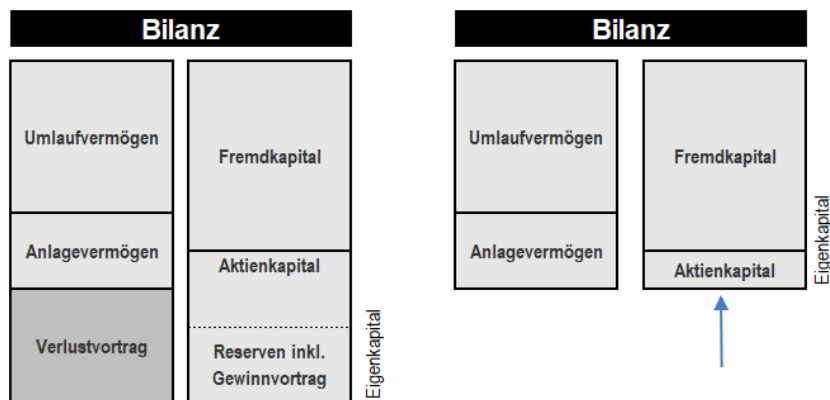 Bilanz
Umlaufvermögen
Anlagevermögen
Verlustvortrag
Fremdkapital
Aktienkapital
Reserven inkl.
Gewinnvortrag
Eigenkapital
Bilanz
Umlaufvermögen
Anlagevermögen
Fremdkapital
Aktienkapital
Eigenkapital